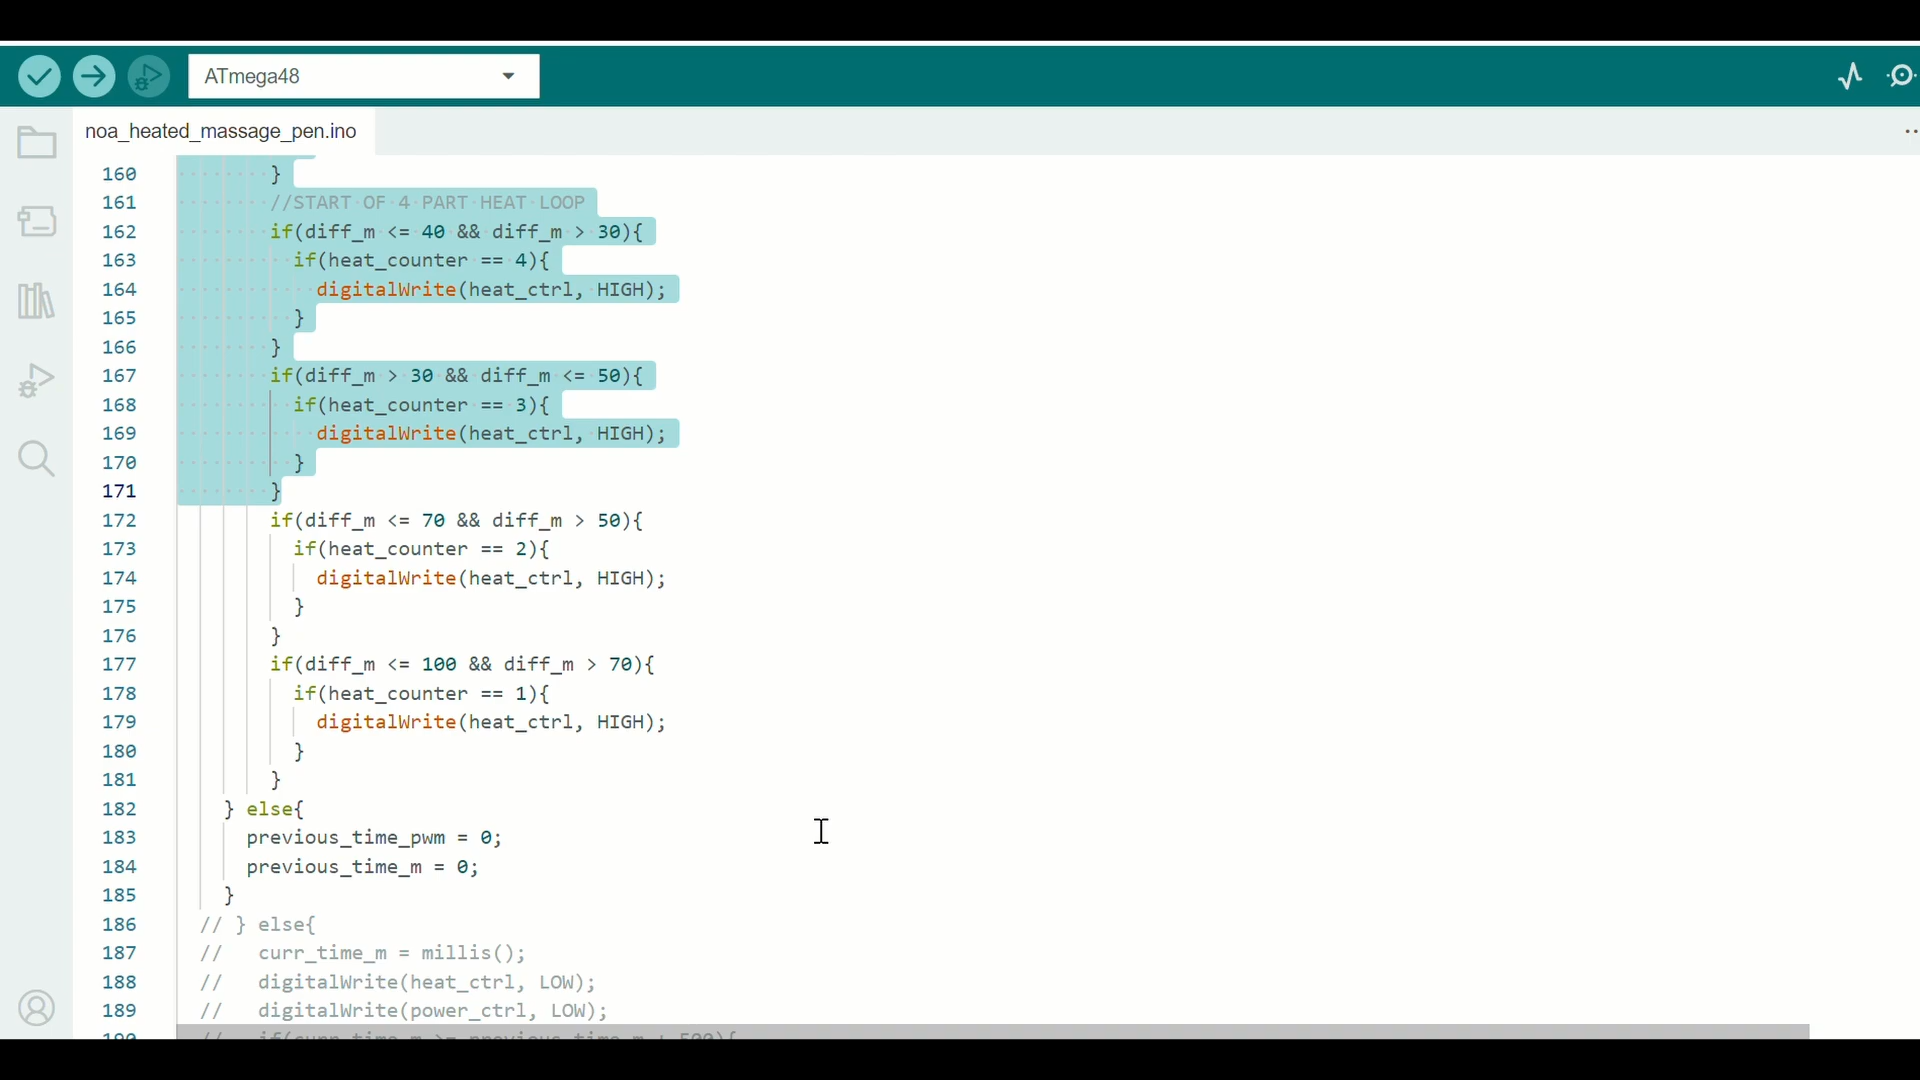 ATmega48
noa_heated_massage_pen.ino
160 }
161 //START OF 4 PART HEAT LOOP
162 if(diff_m <= 40 && diff_m > 30){
163 if(heat_counter == 4){
164 digitalWrite(heat_ctrl, HIGH);
165 }
166 }
167 if(diff_m > 30 && diff_m <= 50){
168 if(heat_counter == 3){
169 digitalWrite(heat_ctrl, HIGH);
170 }
171 }
172 if(diff_m <= 70 && diff_m > 50){
173 if(heat_counter == 2){
174 digitalWrite(heat_ctrl, HIGH);
175 }
176 }
177 if(diff_m <= 100 && diff_m > 70){
178 if(heat_counter == 1){
179 digitalWrite(heat_ctrl, HIGH);
180 }
181 }
182 } else{
183 previous_time_pwm = 0;
184 previous_time_m = 0;
185 }
186 // } else{
187 // curr_time_m = millis();
188 // digitalWrite(heat_ctrl, LOW);
189 // digitalWrite(power_ctrl, LOW);
190 // if(curr_time_m >= previous_time_m + 500){